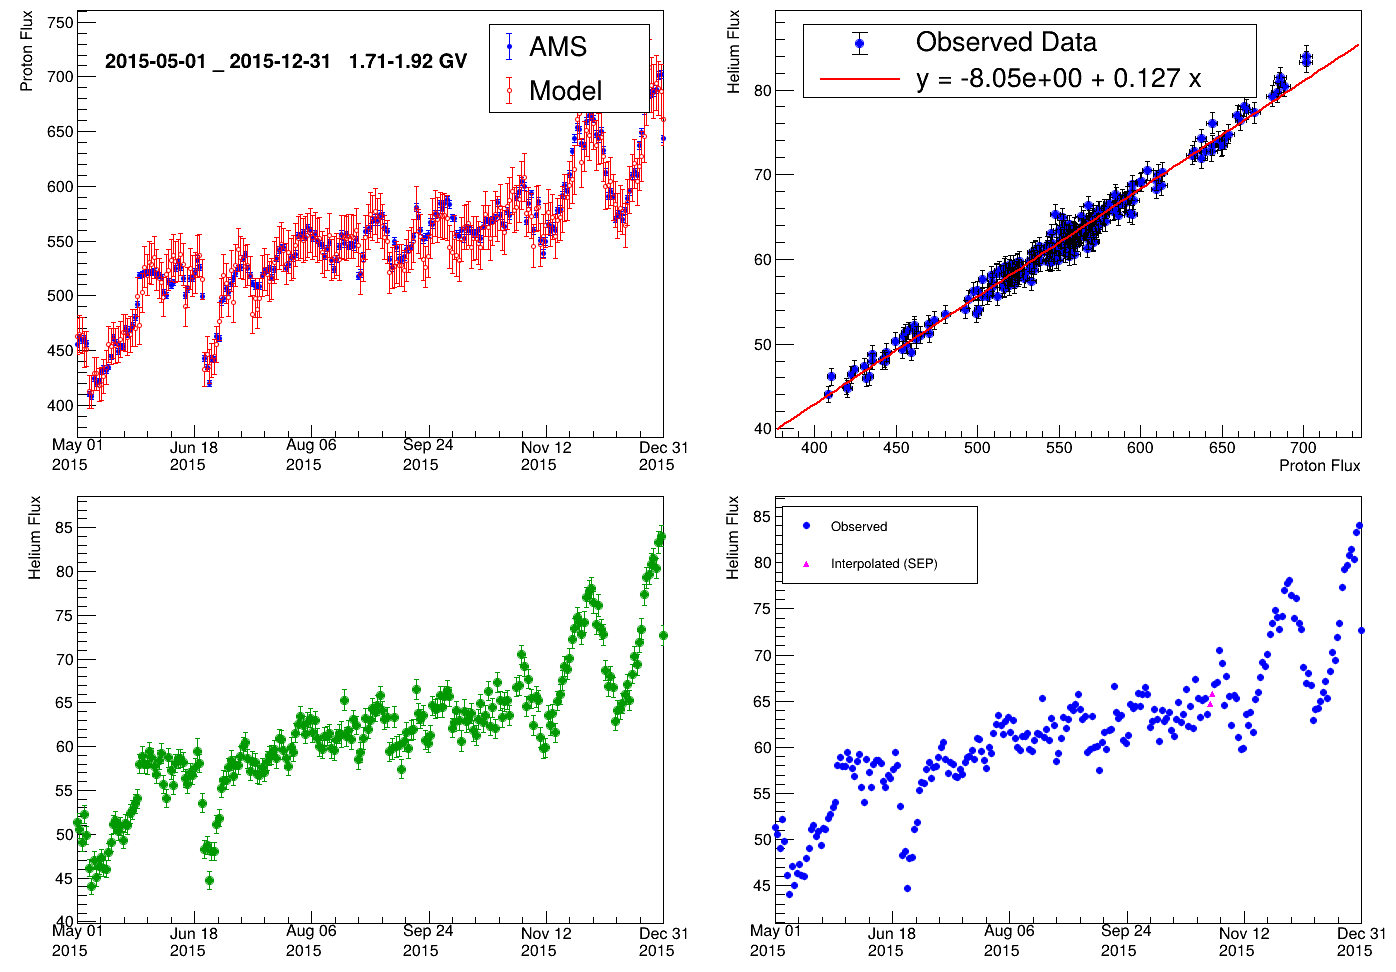 Proton Flux
750
700
650
600
550
500
450
400
2015-05-01 _ 2015-12-31 1.71-1.92 GV
AMS
Model
May 01
2015
Jun 18
2015
Aug 06
2015
Sep 24
2015
Nov 12
2015
Dec 31
2015
Helium Flux
80
70
60
50
40
Observed Data
y = -8.05e+00 + 0.127 x
400
450
500
550
600
650
700
Proton Flux
Helium Flux
85
80
75
70
65
60
55
50
45
40
May 01
2015
Jun 18
2015
Aug 06
2015
Sep 24
2015
Nov 12
2015
Dec 31
2015
Helium Flux
85
80
75
70
65
60
55
50
45
Observed
Interpolated (SEP)
May 01
2015
Jun 18
2015
Aug 06
2015
Sep 24
2015
Nov 12
2015
Dec 31
2015